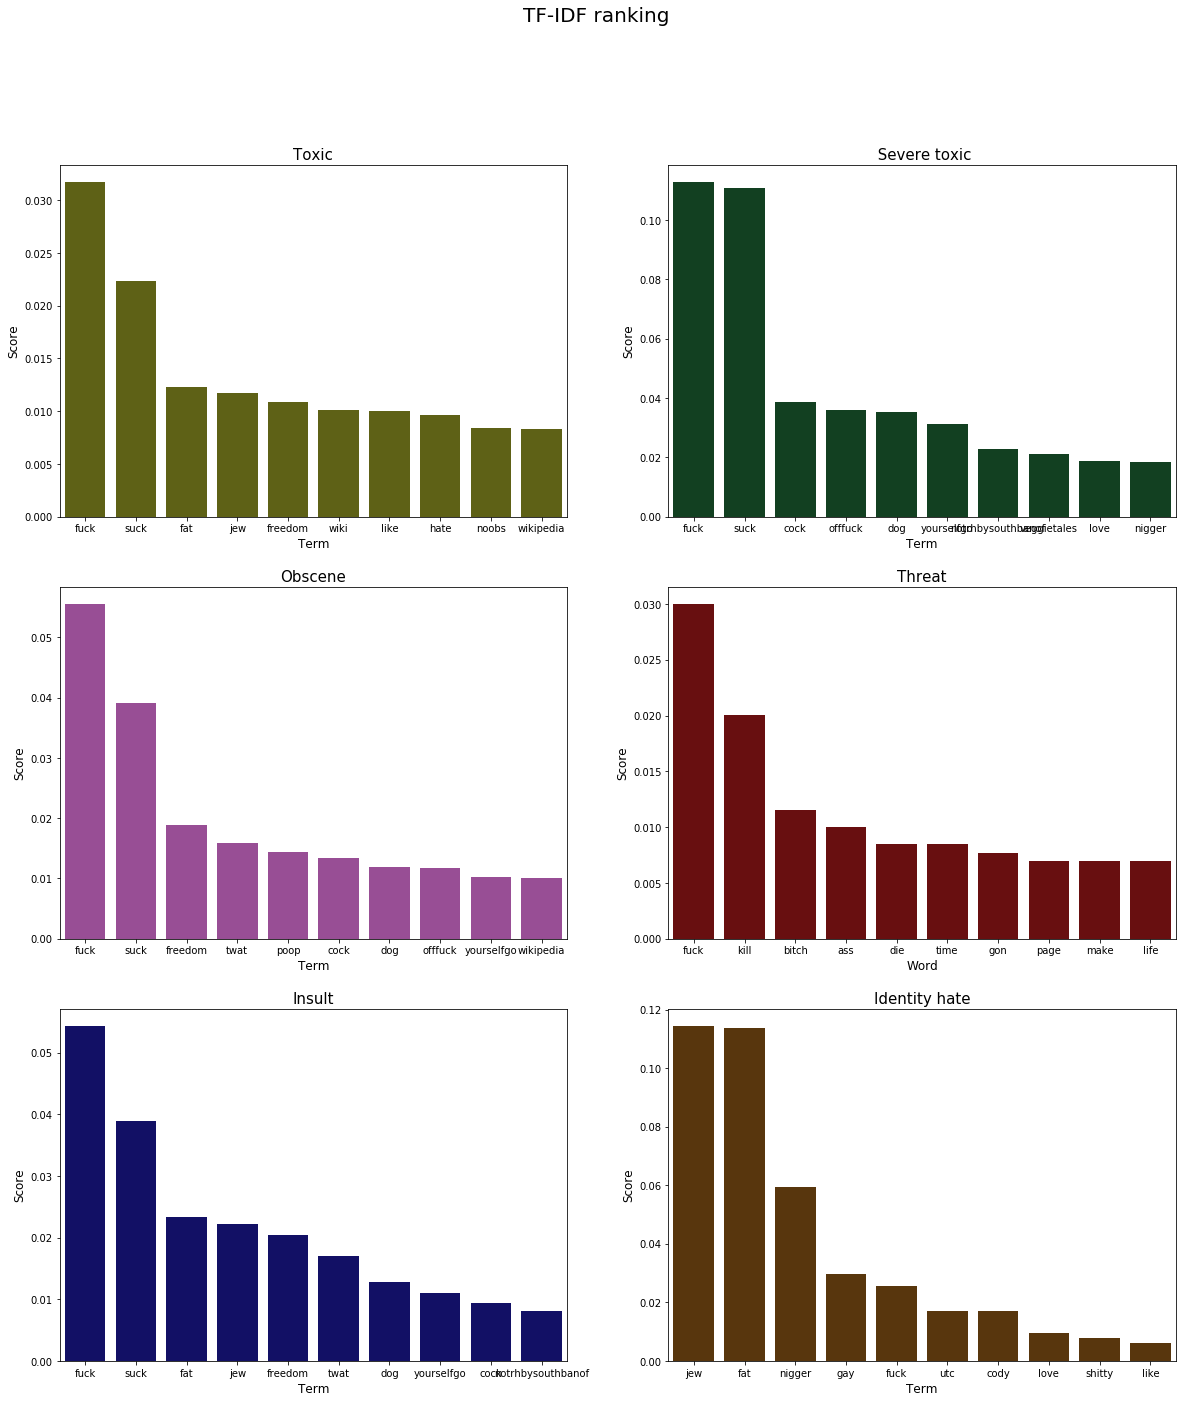 TF-IDF ranking
Toxic
0.030
0.025
0.020
0.015
0.010
0.005
0.000
Score
fuck suck fat jew freedom wiki like hate noobs wikipedia
Term
Severe toxic
0.10
0.08
0.06
0.04
0.02
0.00
Score
fuck suck cock offfuck dog yourselfgo notrhbysouthbanof veggietales love nigger
Term
Obscene
0.05
0.04
0.03
0.02
0.01
0.00
Score
fuck suck freedom twat poop cock dog offfuck yourselfgo wikipedia
Term
Threat
0.030
0.025
0.020
0.015
0.010
0.005
0.000
Score
fuck kill bitch ass die time gon page make life
Word
Insult
0.05
0.04
0.03
0.02
0.01
0.00
Score
fuck suck fat jew freedom twat dog yourselfgo cock notrhbysouthbanof
Term
Identity hate
0.12
0.10
0.08
0.06
0.04
0.02
0.00
Score
jew fat nigger gay fuck utc cody love shitty like
Term